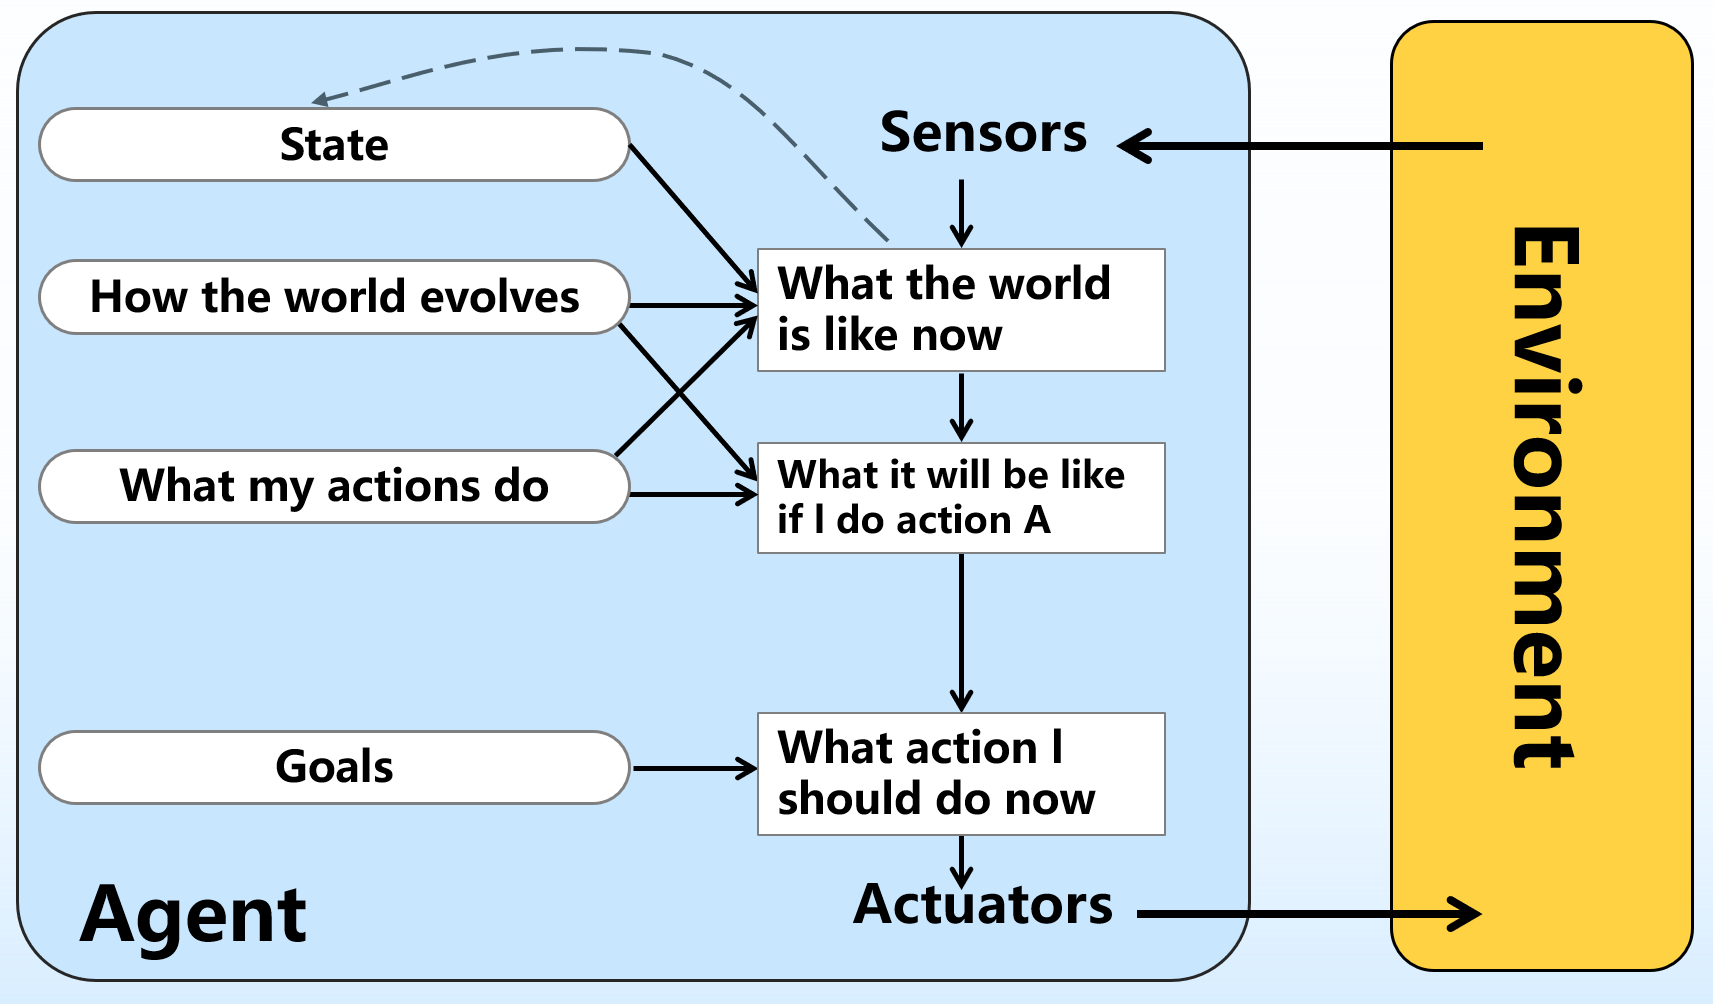 State
Sensors
How the world evolves
What the world
is like now
What my actions do
What it will be like
if l do action A
Goals
What action l
should do now
Agent
Actuators
Environment